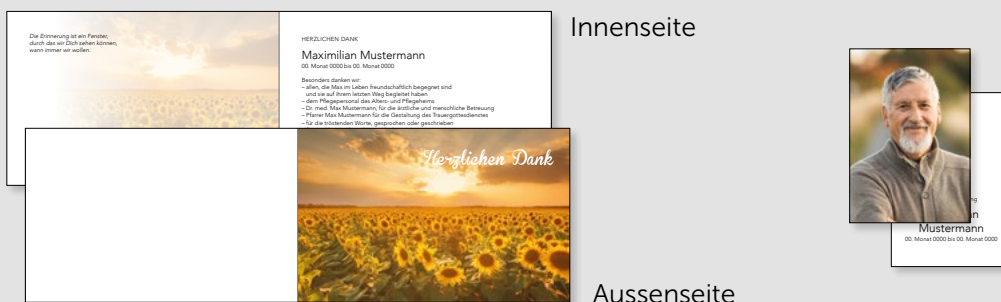 Die Erinnerung ist ein Fenster,
durch das wir Dich sehen können,
wann immer wir wollen.
HERZLICHEN DANK
Maximilian Mustermann
00. Monat 0000 bis 00. Monat 0000
Besonders danken wir:
– allen, die Max im Leben freundschaftlich begegnet sind
und sie auf ihrem letzten Weg begleitet haben
– dem Pflegepersonal des Alters- und Pflegeheims
– Dr. med. Max Mustermann, für die ärztliche und menschliche Betreuung
– Pfarrer Max Mustermann für die Gestaltung des Trauergottesdienstes
– für die tröstenden Worte, gesprochen oder geschrieben
Innenseite
Herzlichen Dank
Aussenseite
Mustermann
00. Monat 0000 bis 00. Monat 0000